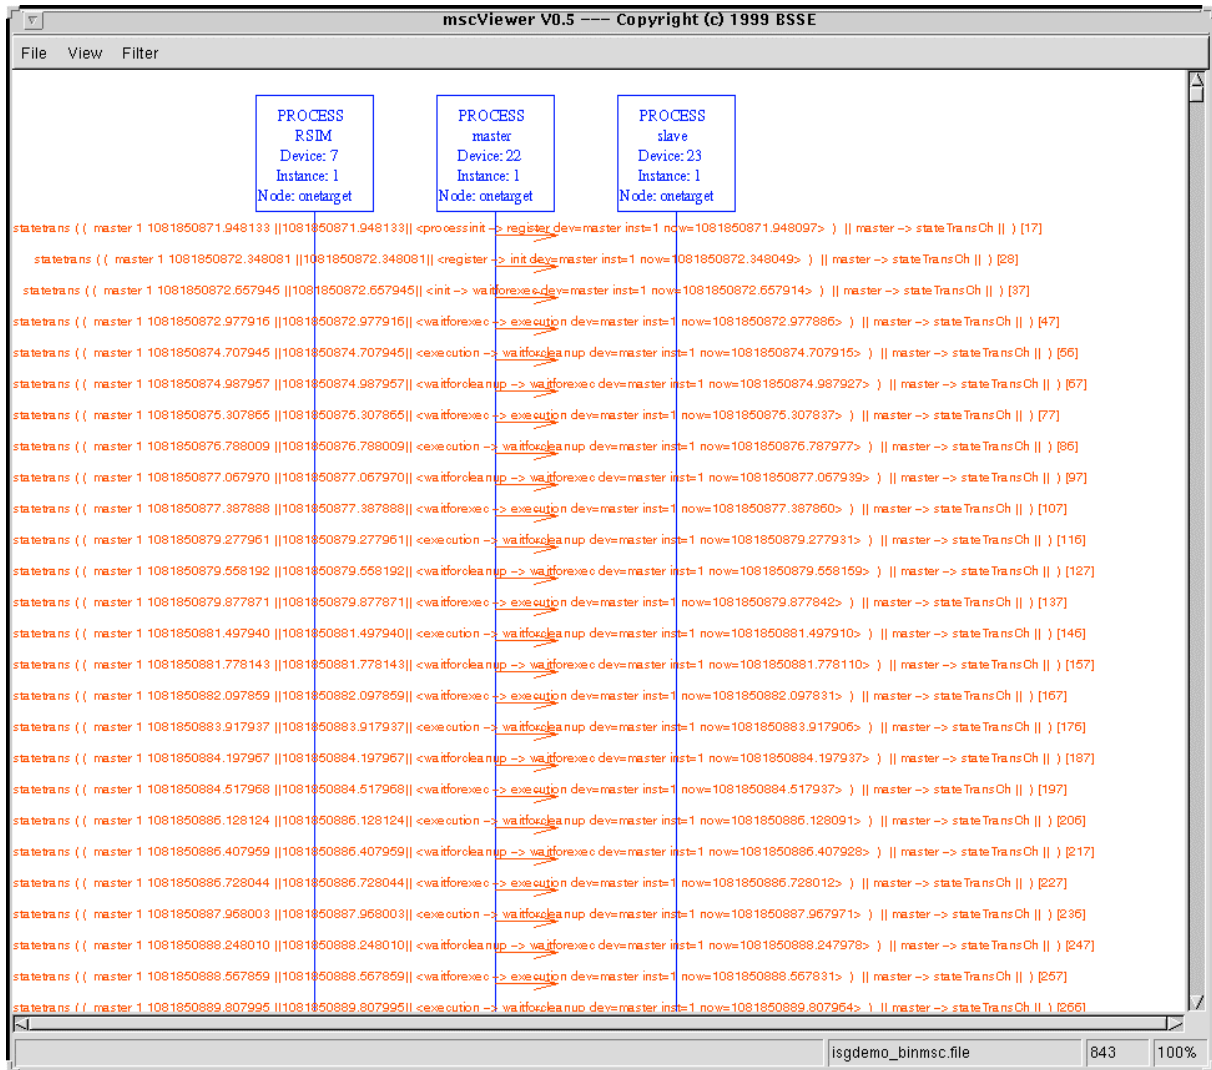 mscViewer V0.5 --- Copyright (c) 1999 BSSE
File View Filter
PROCESS
RSIM
Device: 7
Instance: 1
Node: onetarget
PROCESS
master
Device: 22
Instance: 1
Node: onetarget
PROCESS
slave
Device: 23
Instance: 1
Node: onetarget
statetrans (( master 1 1081850871.948133 ||1081850871.948133|| <processinit -> register dev=master inst=1 now=1081850871.948097> ) || master -> stateTransCh || ) [17]
statetrans (( master 1 1081850872.348081 ||1081850872.348081|| <register -> init dev=master inst=1 now=1081850872.348049> ) || master -> stateTransCh || ) [28]
statetrans (( master 1 1081850872.657945 ||1081850872.657945|| <init -> waitforexec dev=master inst=1 now=1081850872.657914> ) || master -> stateTransCh || ) [37]
statetrans (( master 1 1081850872.977916 ||1081850872.977916|| <waitforexec -> execution dev=master inst=1 now=1081850872.977886> ) || master -> stateTransCh || ) [47]
statetrans (( master 1 1081850874.707945 ||1081850874.707945|| <execution -> waitforcleanup dev=master inst=1 now=1081850874.707915> ) || master -> stateTransCh || ) [56]
statetrans (( master 1 1081850874.987957 ||1081850874.987957|| <waitforcleanup -> waitforexec dev=master inst=1 now=1081850874.987927> ) || master -> stateTransCh || ) [67]
statetrans (( master 1 1081850875.307865 ||1081850875.307865|| <waitforexec -> execution dev=master inst=1 now=1081850875.307837> ) || master -> stateTransCh || ) [77]
statetrans (( master 1 1081850876.788009 ||1081850876.788009|| <execution -> waitforcleanup dev=master inst=1 now=1081850876.787977> ) || master -> stateTransCh || ) [86]
statetrans (( master 1 1081850877.067970 ||1081850877.067970|| <waitforcleanup -> waitforexec dev=master inst=1 now=1081850877.067939> ) || master -> stateTransCh || ) [97]
statetrans (( master 1 1081850877.387888 ||1081850877.387888|| <waitforexec -> execution dev=master inst=1 now=1081850877.387860> ) || master -> stateTransCh || ) [107]
statetrans (( master 1 1081850879.277961 ||1081850879.277961|| <execution -> waitforcleanup dev=master inst=1 now=1081850879.277931> ) || master -> stateTransCh || ) [116]
statetrans (( master 1 1081850879.558192 ||1081850879.558192|| <waitforcleanup -> waitforexec dev=master inst=1 now=1081850879.558159> ) || master -> stateTransCh || ) [127]
statetrans (( master 1 1081850879.877871 ||1081850879.877871|| <waitforexec -> execution dev=master inst=1 now=1081850879.877842> ) || master -> stateTransCh || ) [137]
statetrans (( master 1 1081850881.497940 ||1081850881.497940|| <execution -> waitforcleanup dev=master inst=1 now=1081850881.497910> ) || master -> stateTransCh || ) [146]
statetrans (( master 1 1081850881.778143 ||1081850881.778143|| <waitforcleanup -> waitforexec dev=master inst=1 now=1081850881.778110> ) || master -> stateTransCh || ) [157]
statetrans (( master 1 1081850882.097859 ||1081850882.097859|| <waitforexec -> execution dev=master inst=1 now=1081850882.097831> ) || master -> stateTransCh || ) [167]
statetrans (( master 1 1081850883.917937 ||1081850883.917937|| <execution -> waitforcleanup dev=master inst=1 now=1081850883.917906> ) || master -> stateTransCh || ) [176]
statetrans (( master 1 1081850884.197967 ||1081850884.197967|| <waitforcleanup -> waitforexec dev=master inst=1 now=1081850884.197937> ) || master -> stateTransCh || ) [187]
statetrans (( master 1 1081850884.517968 ||1081850884.517968|| <waitforexec -> execution dev=master inst=1 now=1081850884.517937> ) || master -> stateTransCh || ) [197]
statetrans (( master 1 1081850886.128124 ||1081850886.128124|| <execution -> waitforcleanup dev=master inst=1 now=1081850886.128091> ) || master -> stateTransCh || ) [206]
statetrans (( master 1 1081850886.407959 ||1081850886.407959|| <waitforcleanup -> waitforexec dev=master inst=1 now=1081850886.407928> ) || master -> stateTransCh || ) [217]
statetrans (( master 1 1081850886.728044 ||1081850886.728044|| <waitforexec -> execution dev=master inst=1 now=1081850886.728012> ) || master -> stateTransCh || ) [227]
statetrans (( master 1 1081850887.968003 ||1081850887.968003|| <execution -> waitforcleanup dev=master inst=1 now=1081850887.967971> ) || master -> stateTransCh || ) [236]
statetrans (( master 1 1081850888.248010 ||1081850888.248010|| <waitforcleanup -> waitforexec dev=master inst=1 now=1081850888.247978> ) || master -> stateTransCh || ) [247]
statetrans (( master 1 1081850888.567859 ||1081850888.567859|| <waitforexec -> execution dev=master inst=1 now=1081850888.567831> ) || master -> stateTransCh || ) [257]
statetrans (( master 1 1081850889.807995 ||1081850889.807995|| <execution -> waitforcleanup dev=master inst=1 now=1081850889.807964> ) || master -> stateTransCh || ) [266]
isgdemo_binmsc.file 843 100%